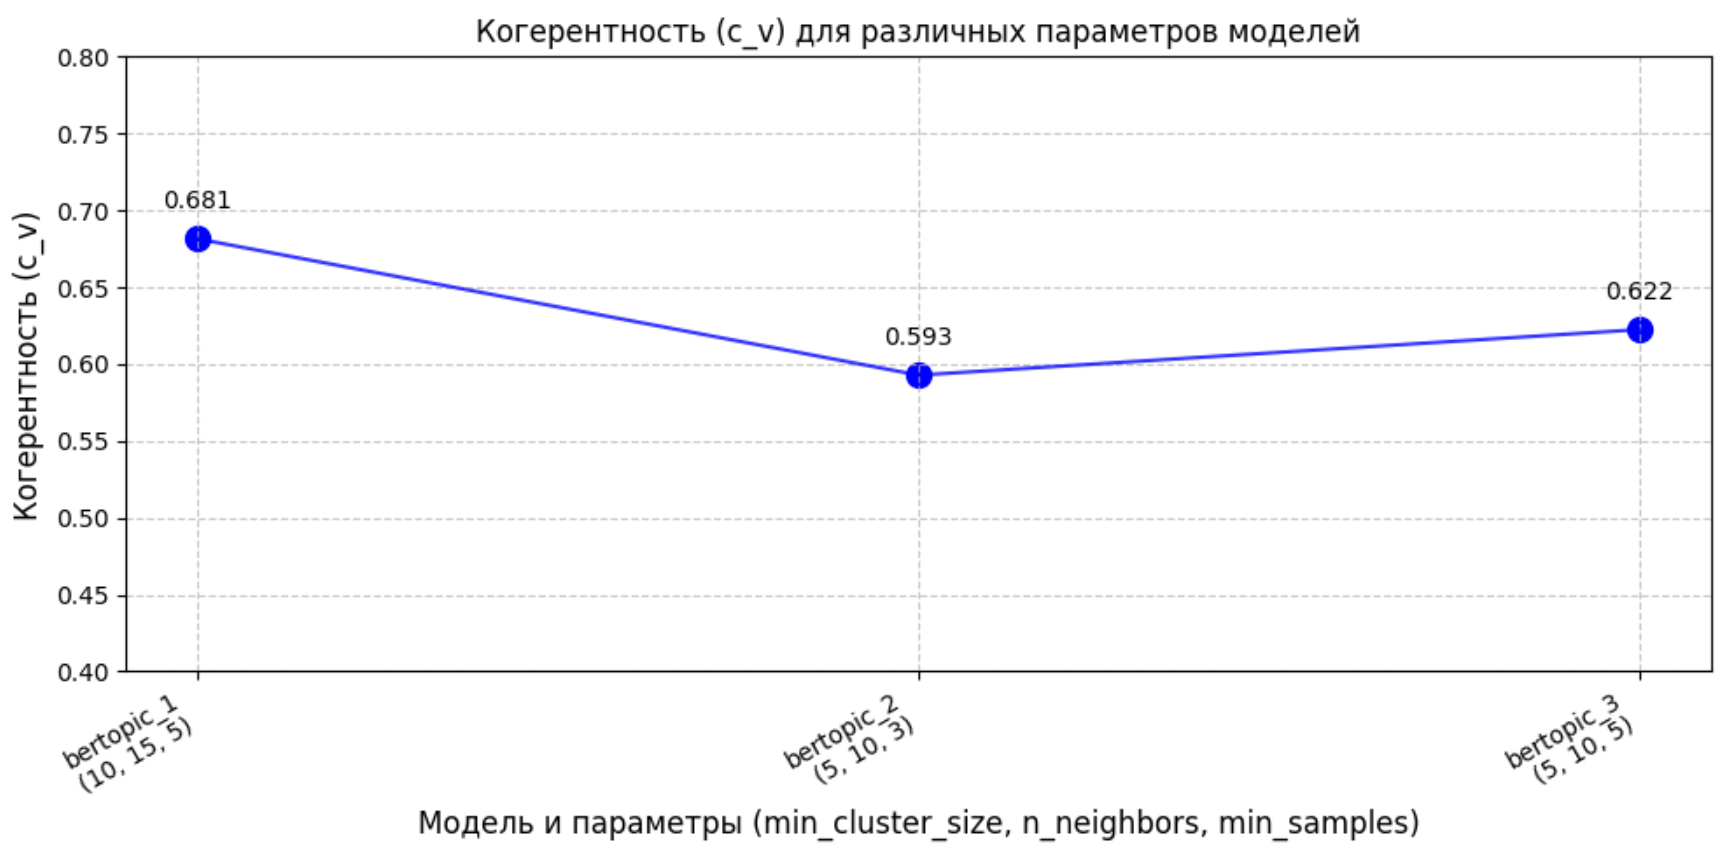 Когерентность (c_v) для различных параметров моделей
Когерентность (c_v)
0.80
0.75
0.70
0.65
0.60
0.55
0.50
0.45
0.40
0.681
0.593
0.622
bertopic_1
(10, 15, 5)
bertopic_2
(5, 10, 3)
bertopic_3
(5, 10, 5)
Модель и параметры (min_cluster_size, n_neighbors, min_samples)